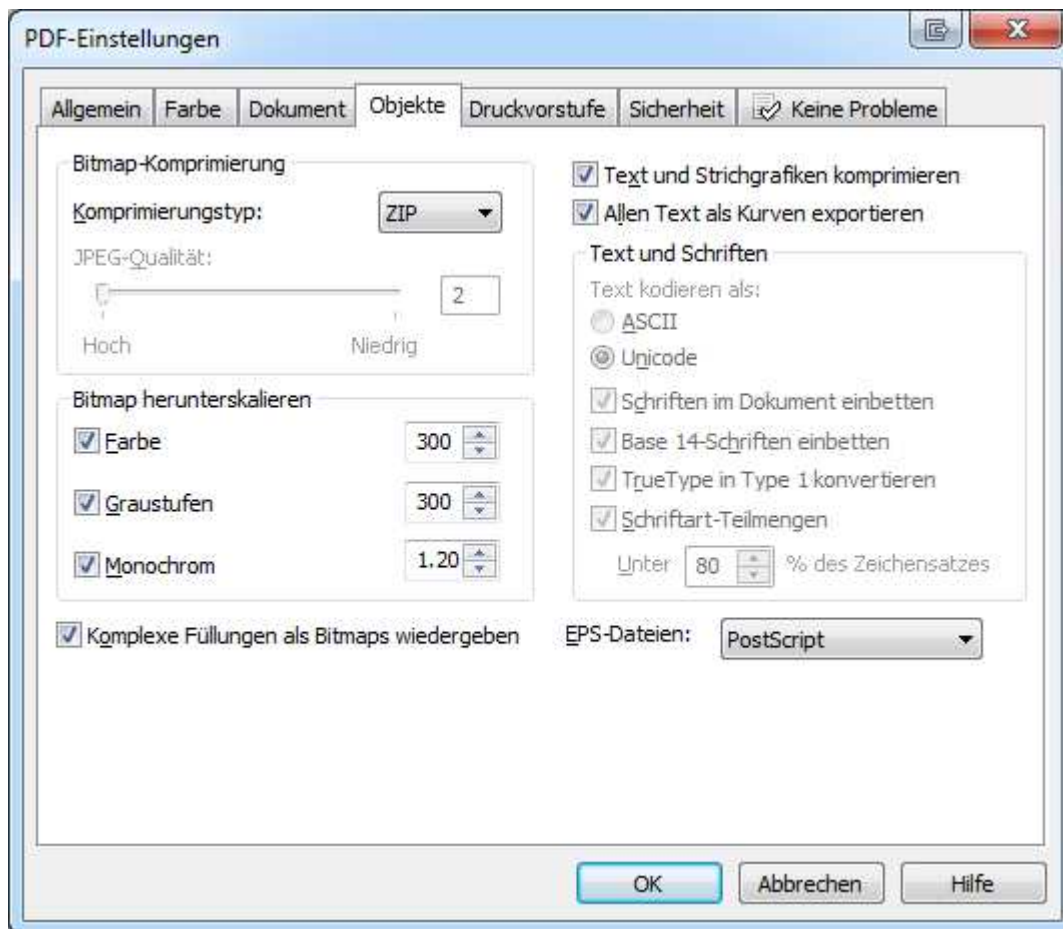 PDF-Einstellungen
Allgemein Farbe Dokument Objekte Druckvorstufe Sicherheit Keine Probleme
Bitmap-Komprimierung
Komprimierungstyp: ZIP
JPEG-Qualität:
2
Hoch Niedrig
Bitmap herunterskalieren
Farbe 300
Graustufen 300
Monochrom 1.20
Komplexe Füllungen als Bitmaps wiedergeben
Text und Strichgrafiken komprimieren
Allen Text als Kurven exportieren
Text und Schriften
Text kodieren als:
ASCII
Unicode
Schriften im Dokument einbetten
Base 14-Schriften einbetten
TrueType in Type 1 konvertieren
Schriftart-Teilmengen
Unter 80 % des Zeichensatzes
EPS-Dateien: PostScript
OK Abbrechen Hilfe